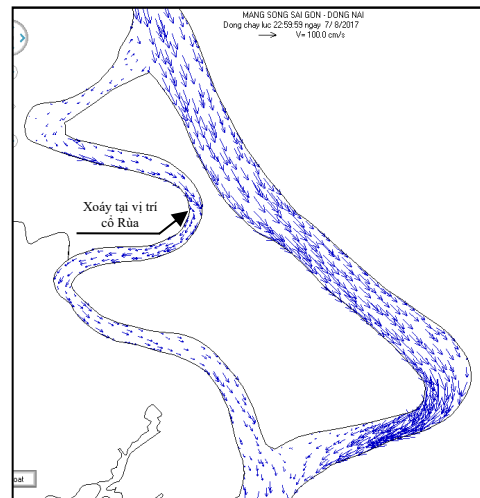 MANG SONG SAI GON - DONG NAI
Dong chay luc 22:59:59 ngay 7/ 8/2017
V= 100.0 cm/s
Xoáy tại vị trí
cổ Rùa
oat